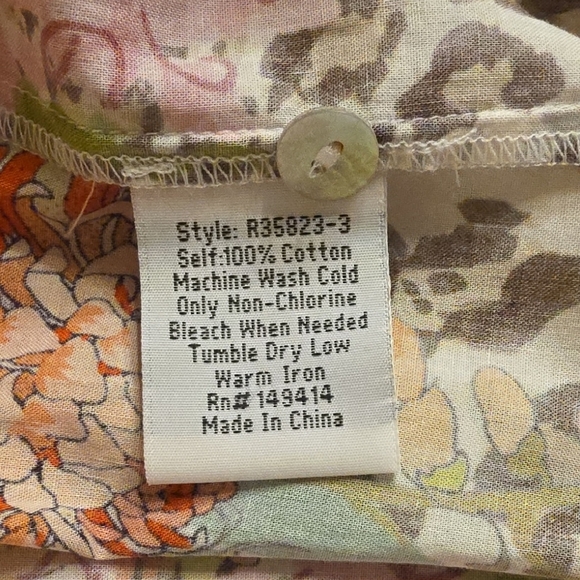 Style: R35823-3
Self:100% Cotton
Machine Wash Cold
Only Non-Chlorine
Bleach When Needed
Tumble Dry Low
Warm Iron
Rn# 149414
Made In China